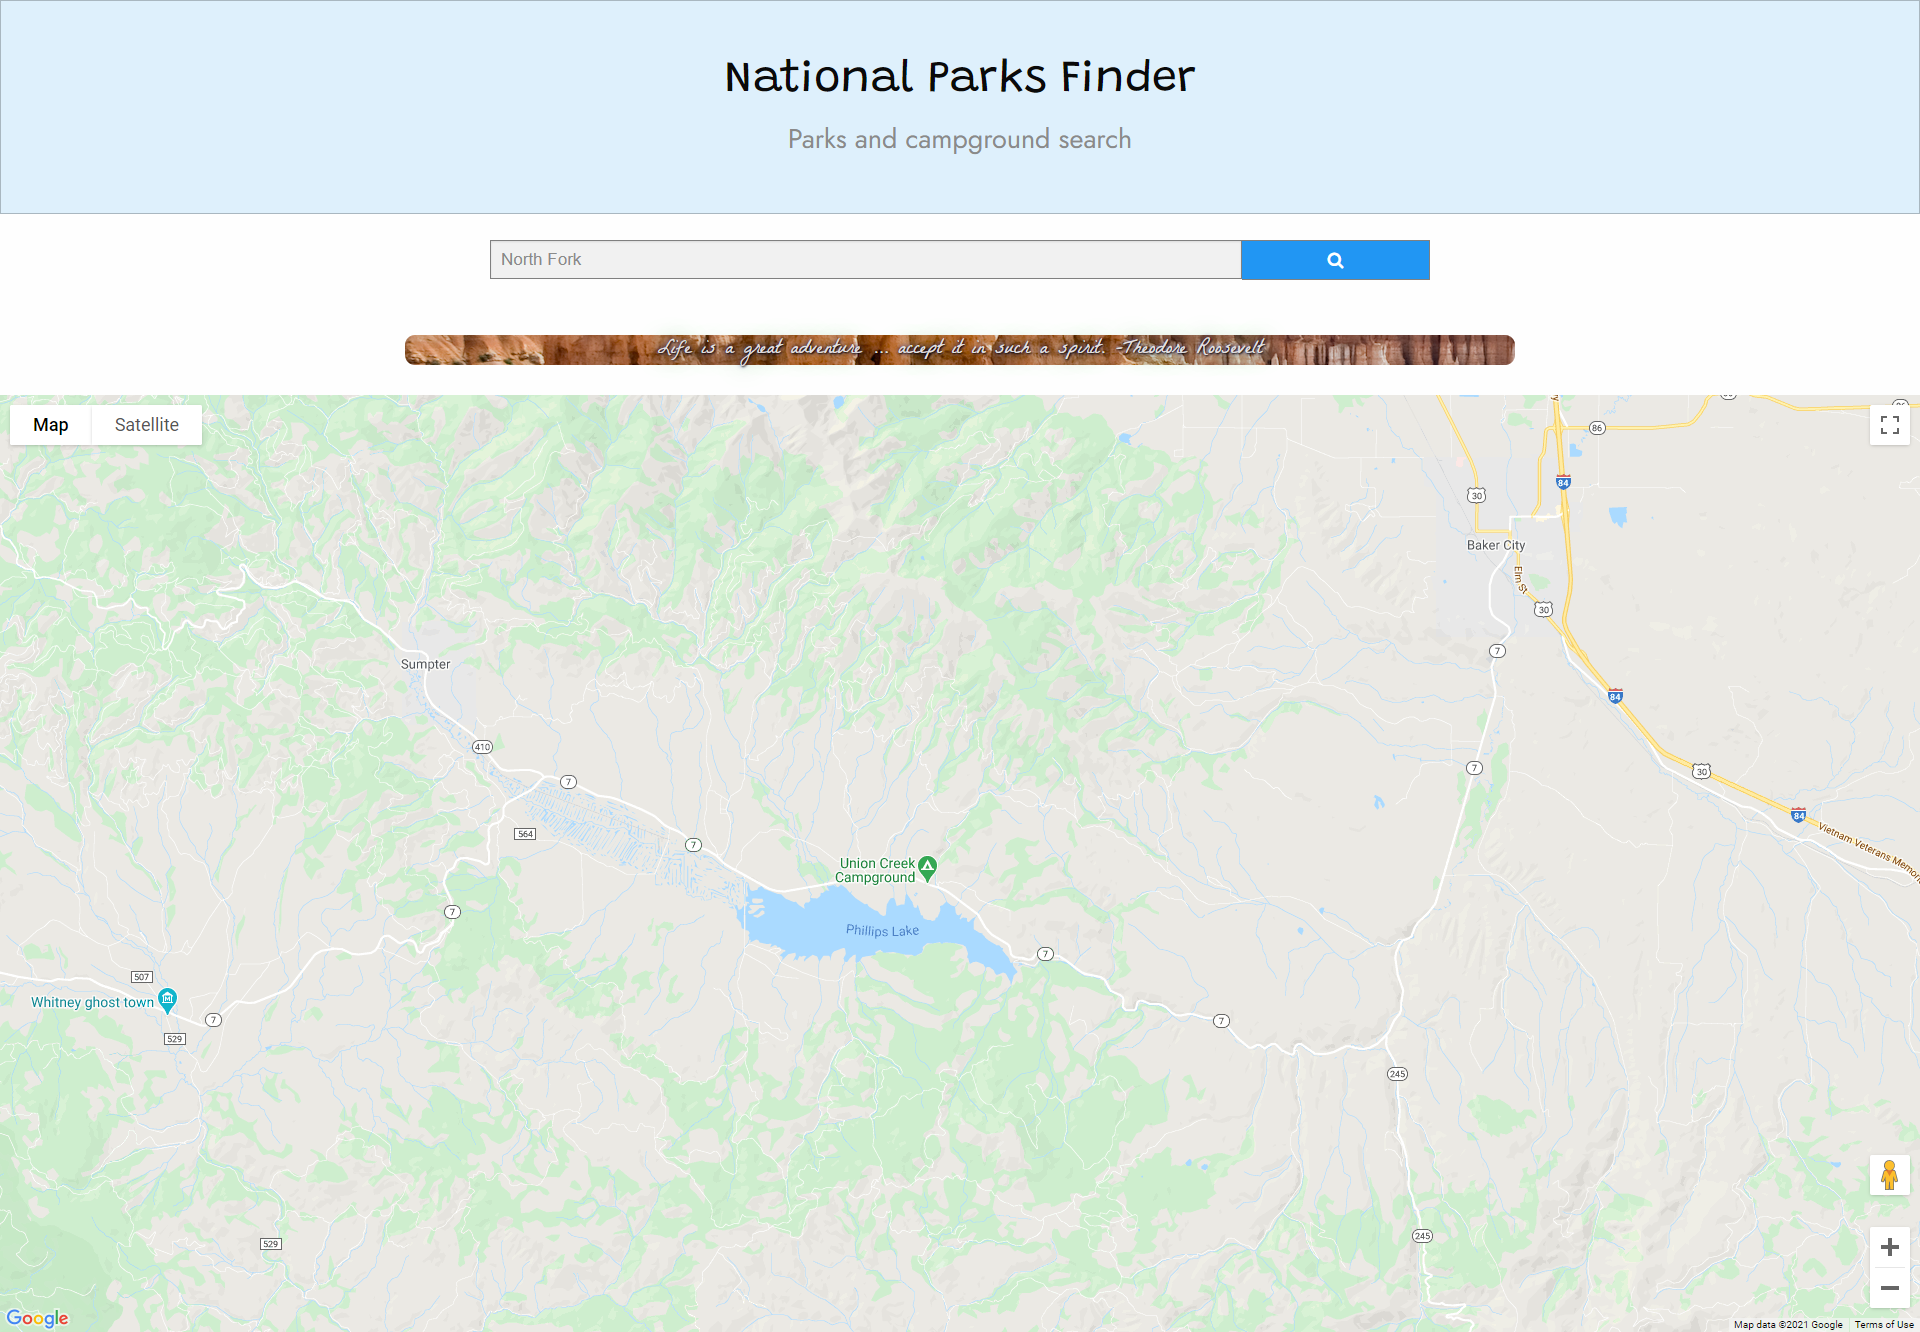 National Parks Finder
Parks and campground search
North Fork
Life is a great adventure ... accept it in such a spirit. -Theodore Roosevelt
Map
Satellite
86
84
30
Baker City
Elm St
30
7
Sumpter
84
410
7
7
30
564
7
84
Vietnam Veterans Memori
Union Creek
Campground
7
Phillips Lake
7
507
Whitney ghost town
7
7
529
245
245
529
Google
Map data ©2021 Google
Terms of Use